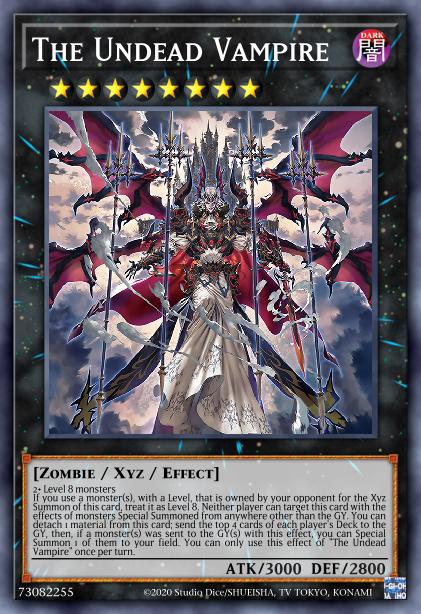 THE UNDEAD VAMPIRE
DARK
闇
[ZOMBIE / XYZ / EFFECT]
2+ Level 8 monsters
If you use a monster(s), with a Level, that is owned by your opponent for the Xyz
Summon of this card, treat it as Level 8. Neither player can target this card with the
effects of monsters Special Summoned from anywhere other than the GY. You can
detach 1 material from this card; send the top 4 cards of each player's Deck to the
GY, then, if a monster(s) was sent to the GY(s) with this effect, you can Special
Summon 1 of them to your field. You can only use this effect of "The Undead
Vampire" once per turn.
ATK/3000 DEF/2800
73082255
©2020 Studio Dice/SHUEISHA, TV TOKYO, KONAMI